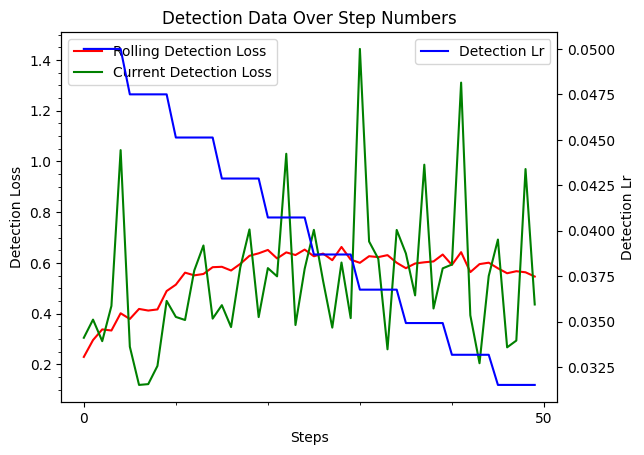 Detection Data Over Step Numbers
Rolling Detection Loss
Current Detection Loss
Detection Lr
Detection Loss
1.4
1.2
1.0
0.8
0.6
0.4
0.2
0.0500
0.0475
0.0450
0.0425
0.0400
0.0375
0.0350
0.0325
Detection Lr
0
50
Steps